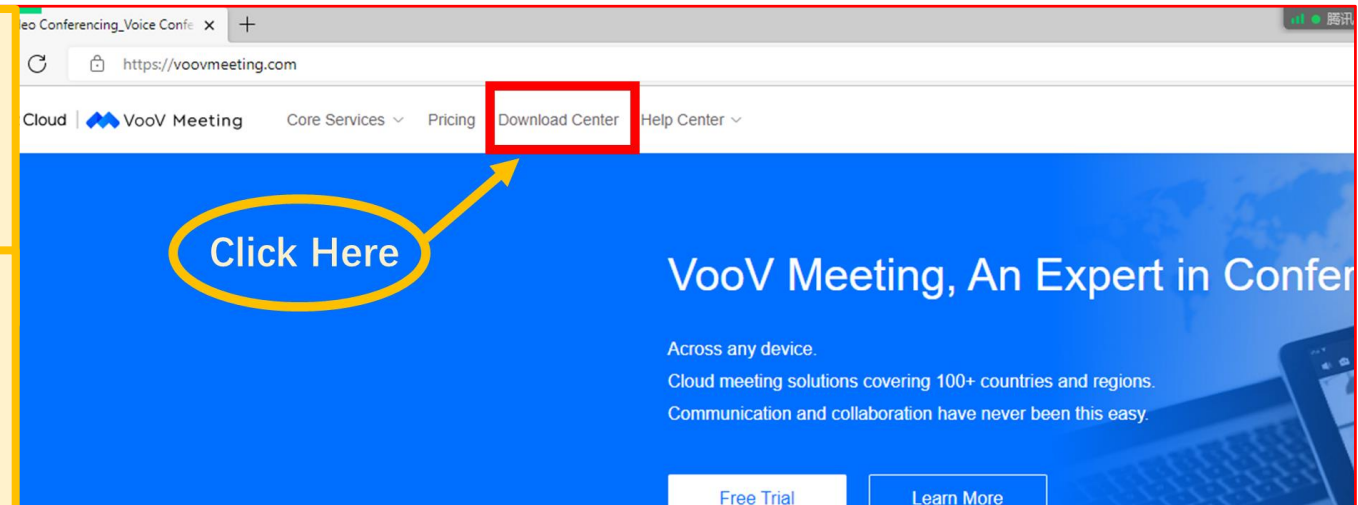 eo Conferencing_Voice Confe
腾讯
https://voovmeeting.com
Cloud VooV Meeting Core Services Pricing Download Center Help Center
Click Here
VooV Meeting, An Expert in Confer
Across any device.
Cloud meeting solutions covering 100+ countries and regions.
Communication and collaboration have never been this easy.
Free Trial Learn More